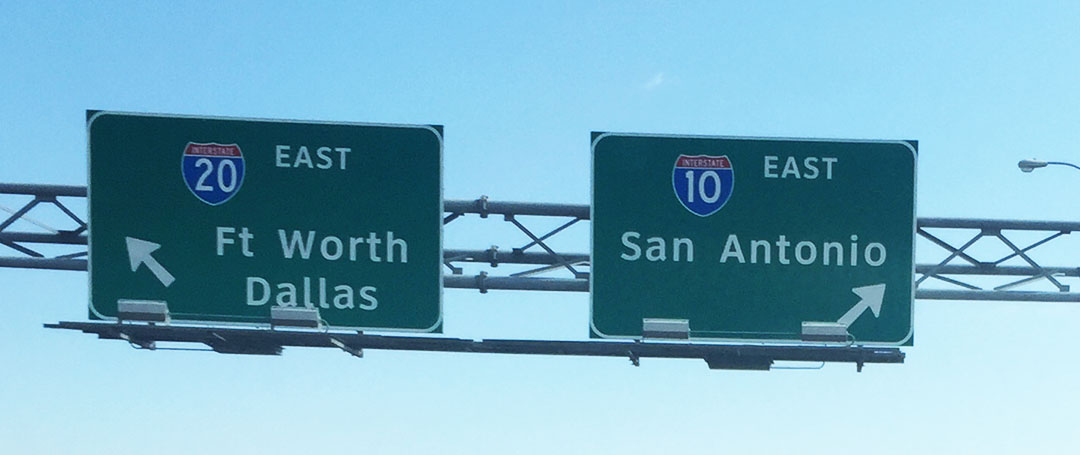 INTERSTATE
20
EAST
Ft Worth
Dallas
INTERSTATE
10
EAST
San Antonio